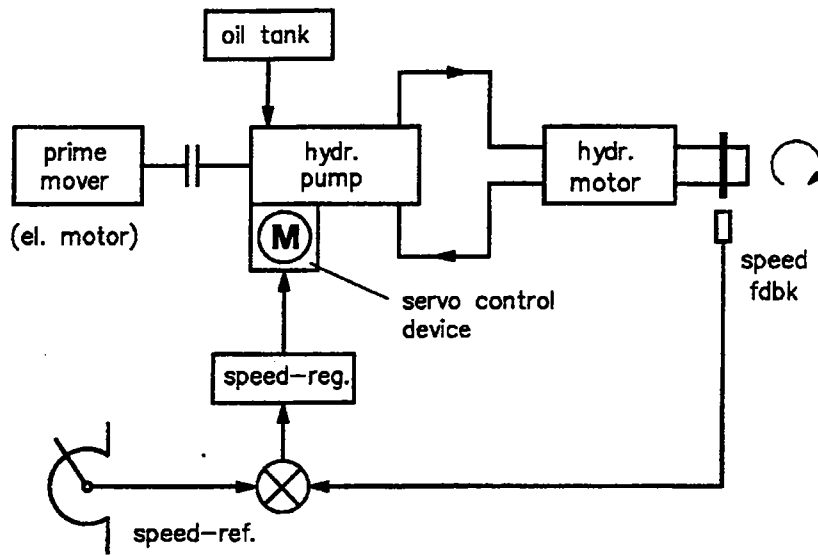 oil tank
prime
mover
(el. motor)
hydr.
pump
hydr.
motor
M
servo control
device
speed
fdbk
speed-reg.
speed-ref.